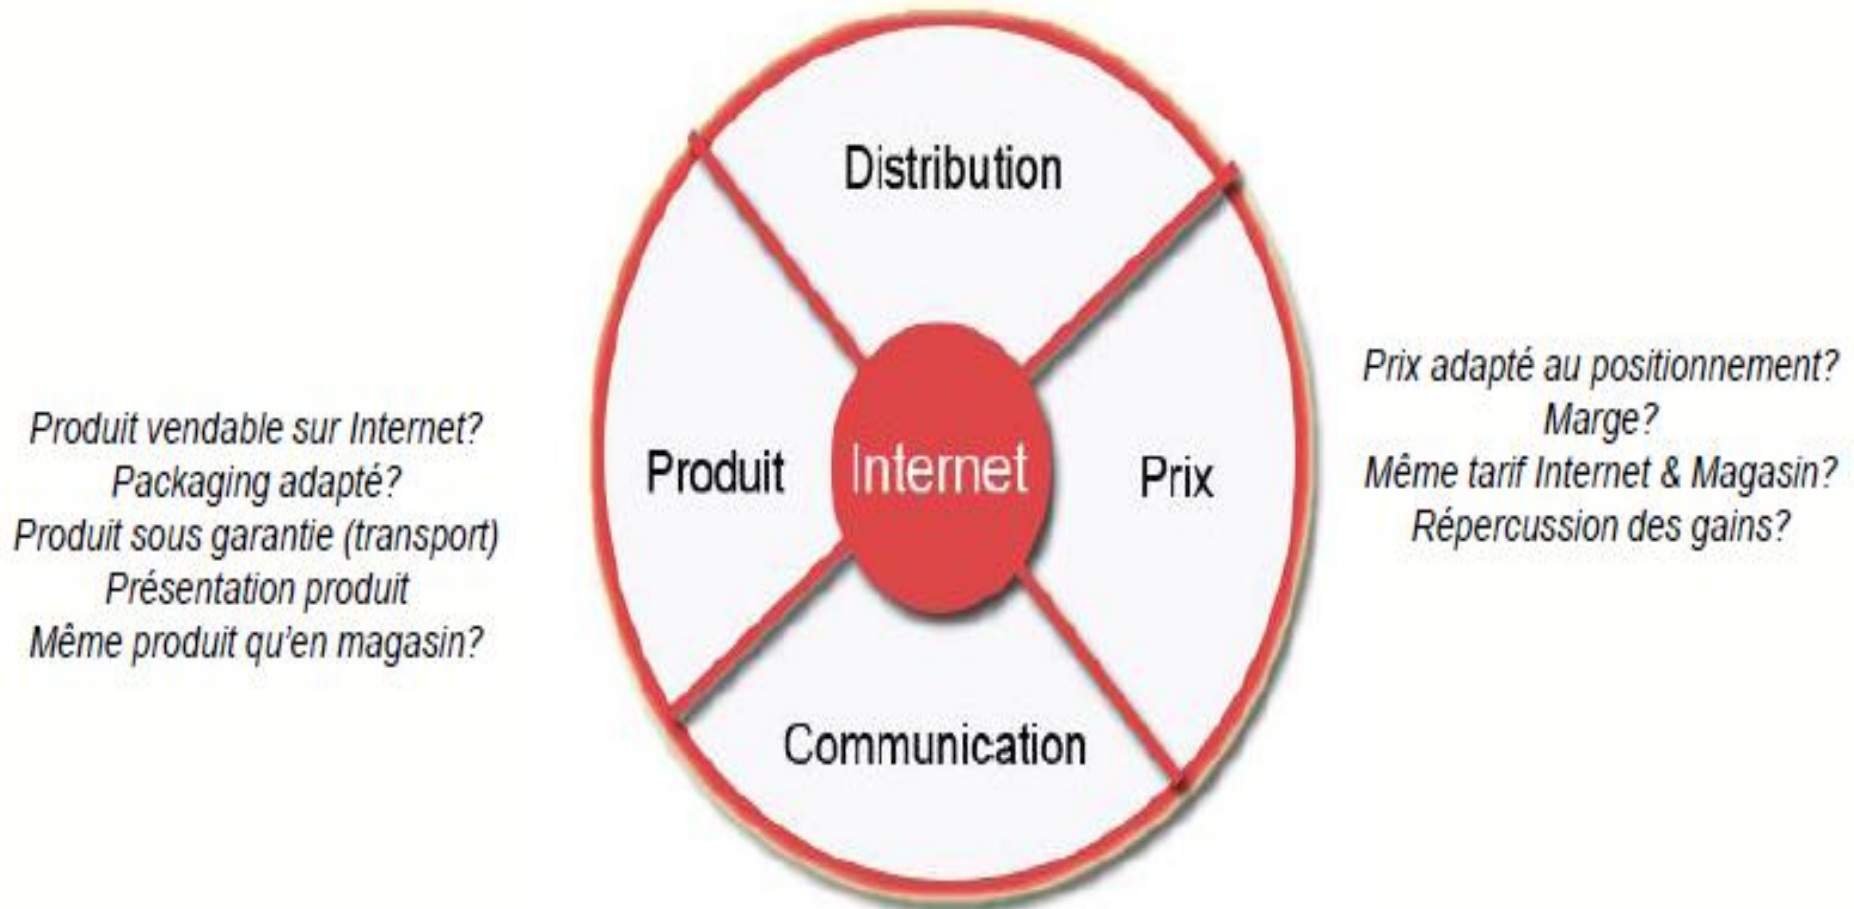 Distribution
Produit
Internet
Prix
Communication
Produit vendable sur Internet?
Packaging adapté?
Produit sous garantie (transport)
Présentation produit
Même produit qu'en magasin?
Prix adapté au positionnement?
Marge?
Même tarif Internet & Magasin?
Répercussion des gains?